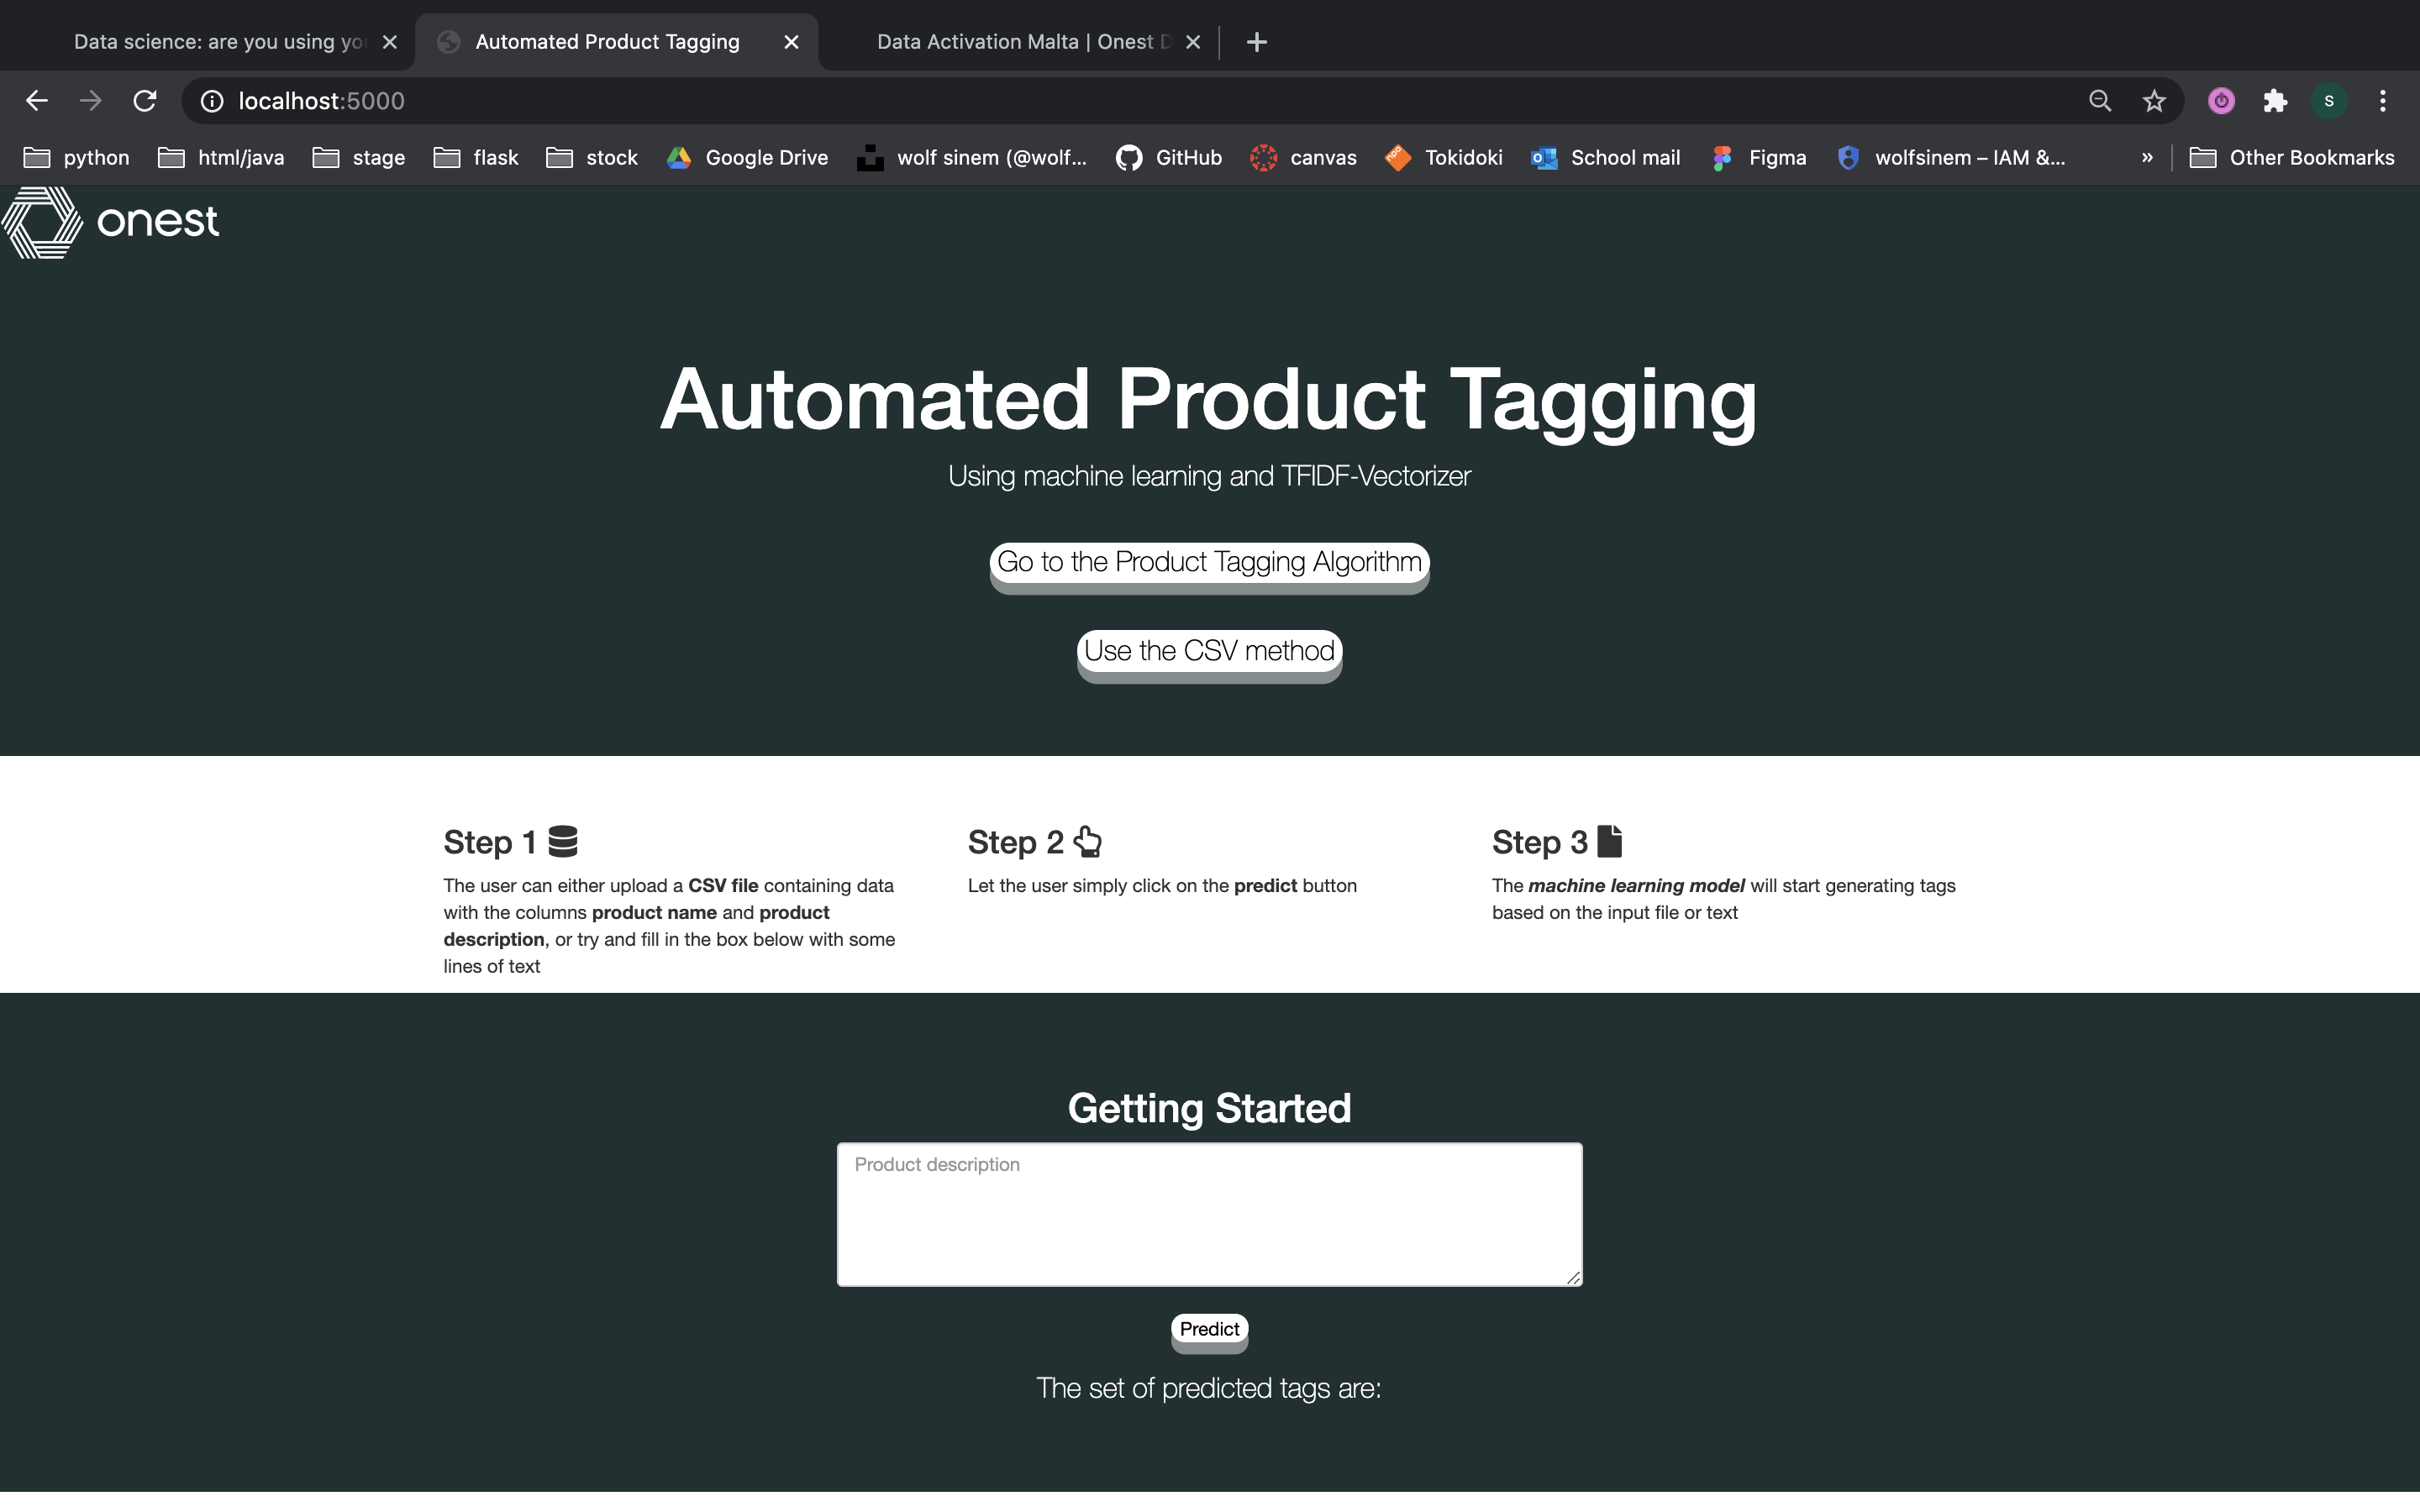 Data science: are you using
Automated Product Tagging
Data Activation Malta | Onest
localhost:5000
S
python
html/java
stage
flask
stock
Google Drive
wolf sinem (@wolf...
GitHub
canvas
Tokidoki
School mail
Figma
wolfsinem – IAM &...
»
Other Bookmarks
onest
Automated Product Tagging
Using machine learning and TFIDF-Vectorizer
Go to the Product Tagging Algorithm
Use the CSV method
Step 1
The user can either upload a CSV file containing data
with the columns product name and product
description, or try and fill in the box below with some
lines of text
Step 2
Let the user simply click on the predict button
Step 3
The machine learning model will start generating tags
based on the input file or text
Getting Started
Product description
Predict
The set of predicted tags are: